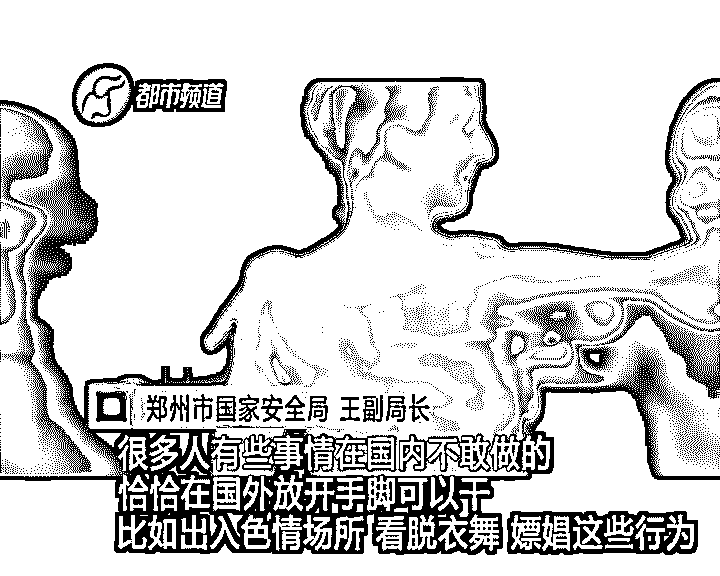 都市频道
郑州市国家安全局 王副局长
很多人有些事情在国内不敢做的
恰恰在国外放开手脚可以干
比如出入色情场所 看脱衣舞 嫖娼这些行为